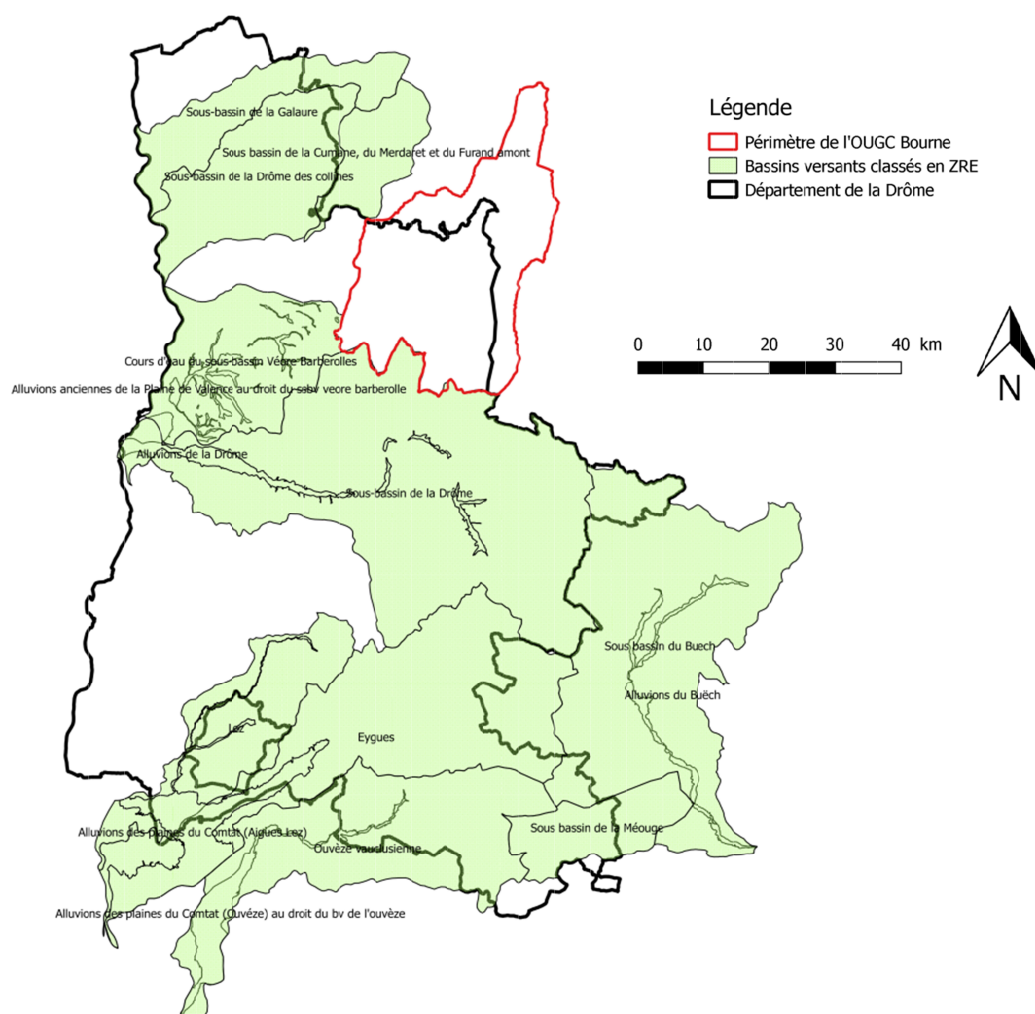 Légende
Périmètre de l'OUGC Bourne
Bassins versants classés en ZRE
Département de la Drôme
Sous-bassin de la Galaure
Sous bassin de la Cumane, du Merdaret et du Furand amont
Sous-bassin de la Drôme des collines
0 10 20 30 40 km
N
Cours d'eau du sous-bassin Véore Barberolles
Alluvions anciennes de la Plaine de Valence au droit du ssbv veore barberolle
Alluvions de la Drôme
Sous-bassin de la Drôme
Sous bassin du Buech
Alluvions du Buëch
Lez
Eygues
Sous bassin de la Méouge
Alluvions des plaines du Comtat (Aigues Lez)
Ouvèze vauclusienne
Alluvions des plaines du Comtat (Ouvéze) au droit du bv de l'ouvèze